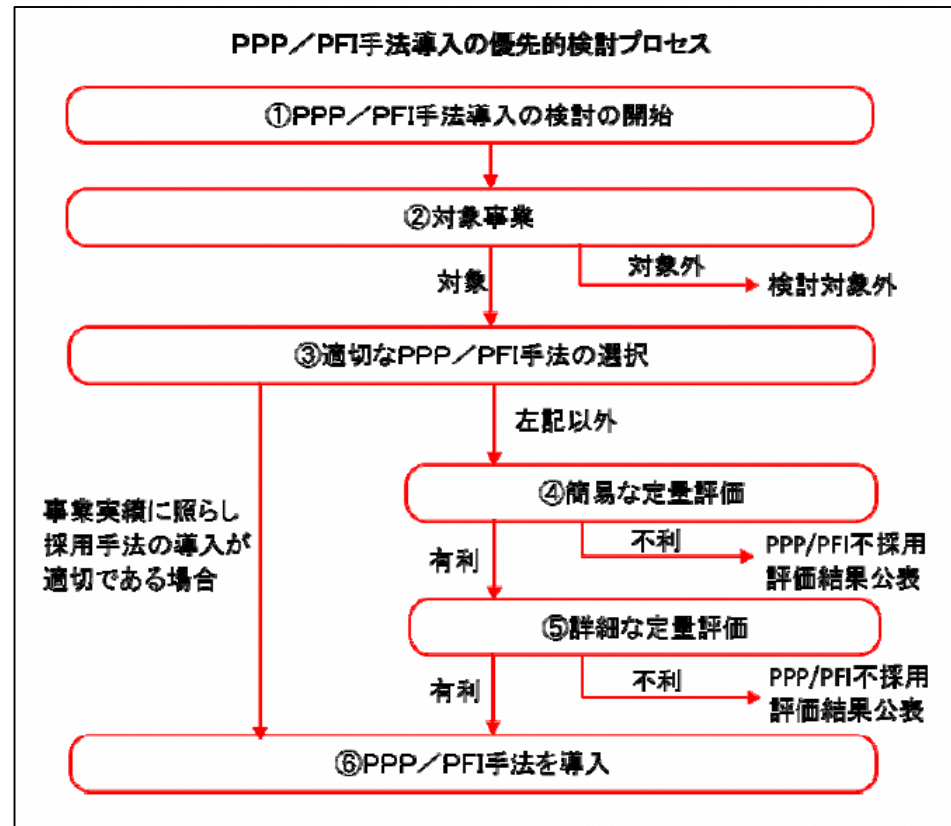 PPP／PFI手法導入の優先的検討プロセス
①PPP／PFI手法導入の検討の開始
②対象事業
対象
対象外
検討対象外
③適切なPPP／PFI手法の選択
左記以外
事業実績に照らし
採用手法の導入が
適切である場合
④簡易な定量評価
有利
不利
PPP/PFI不採用
評価結果公表
⑤詳細な定量評価
有利
不利
PPP/PFI不採用
評価結果公表
⑥PPP／PFI手法を導入